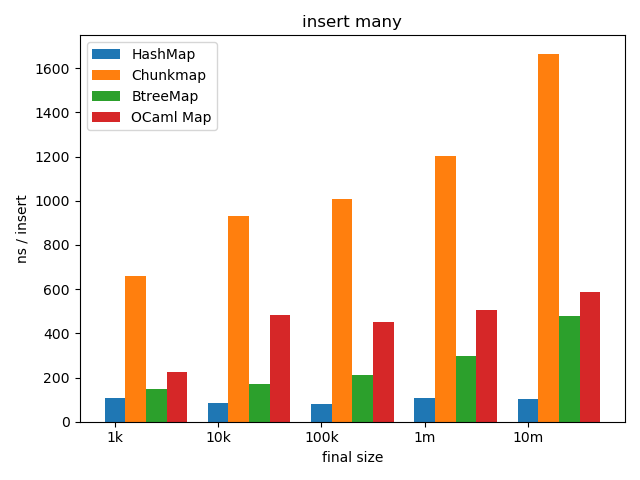 insert many
HashMap
Chunkmap
BtreeMap
OCaml Map
ns / insert
1600
1400
1200
1000
800
600
400
200
0
1k 10k 100k 1m 10m
final size